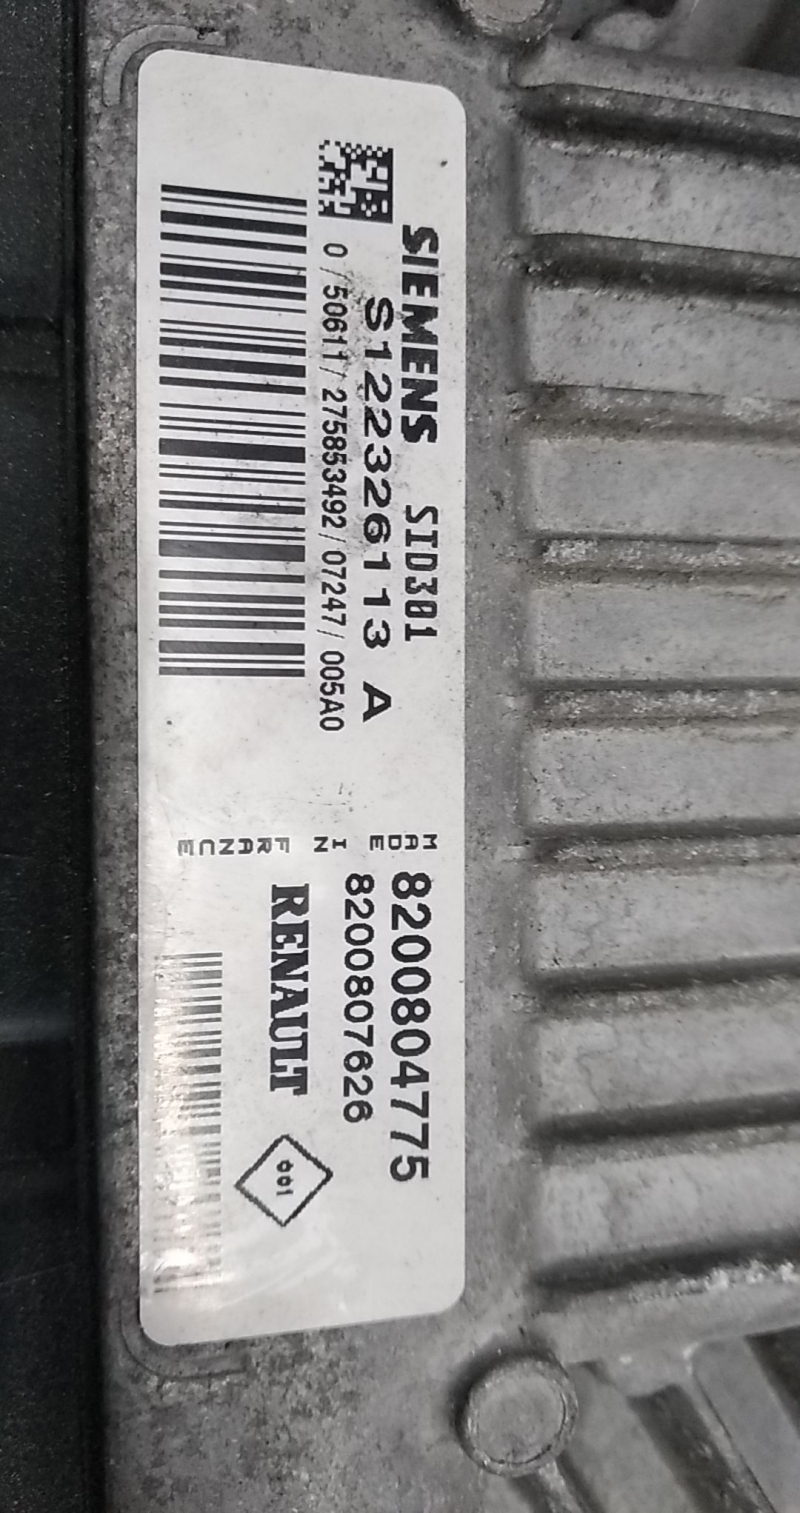 SIEMENS SID301
S122326113 A
0 / 50611 / 275853492 / 07247 / 005A0
MADE IN FRANCE
8200804775
8200807626
RENAULT
001